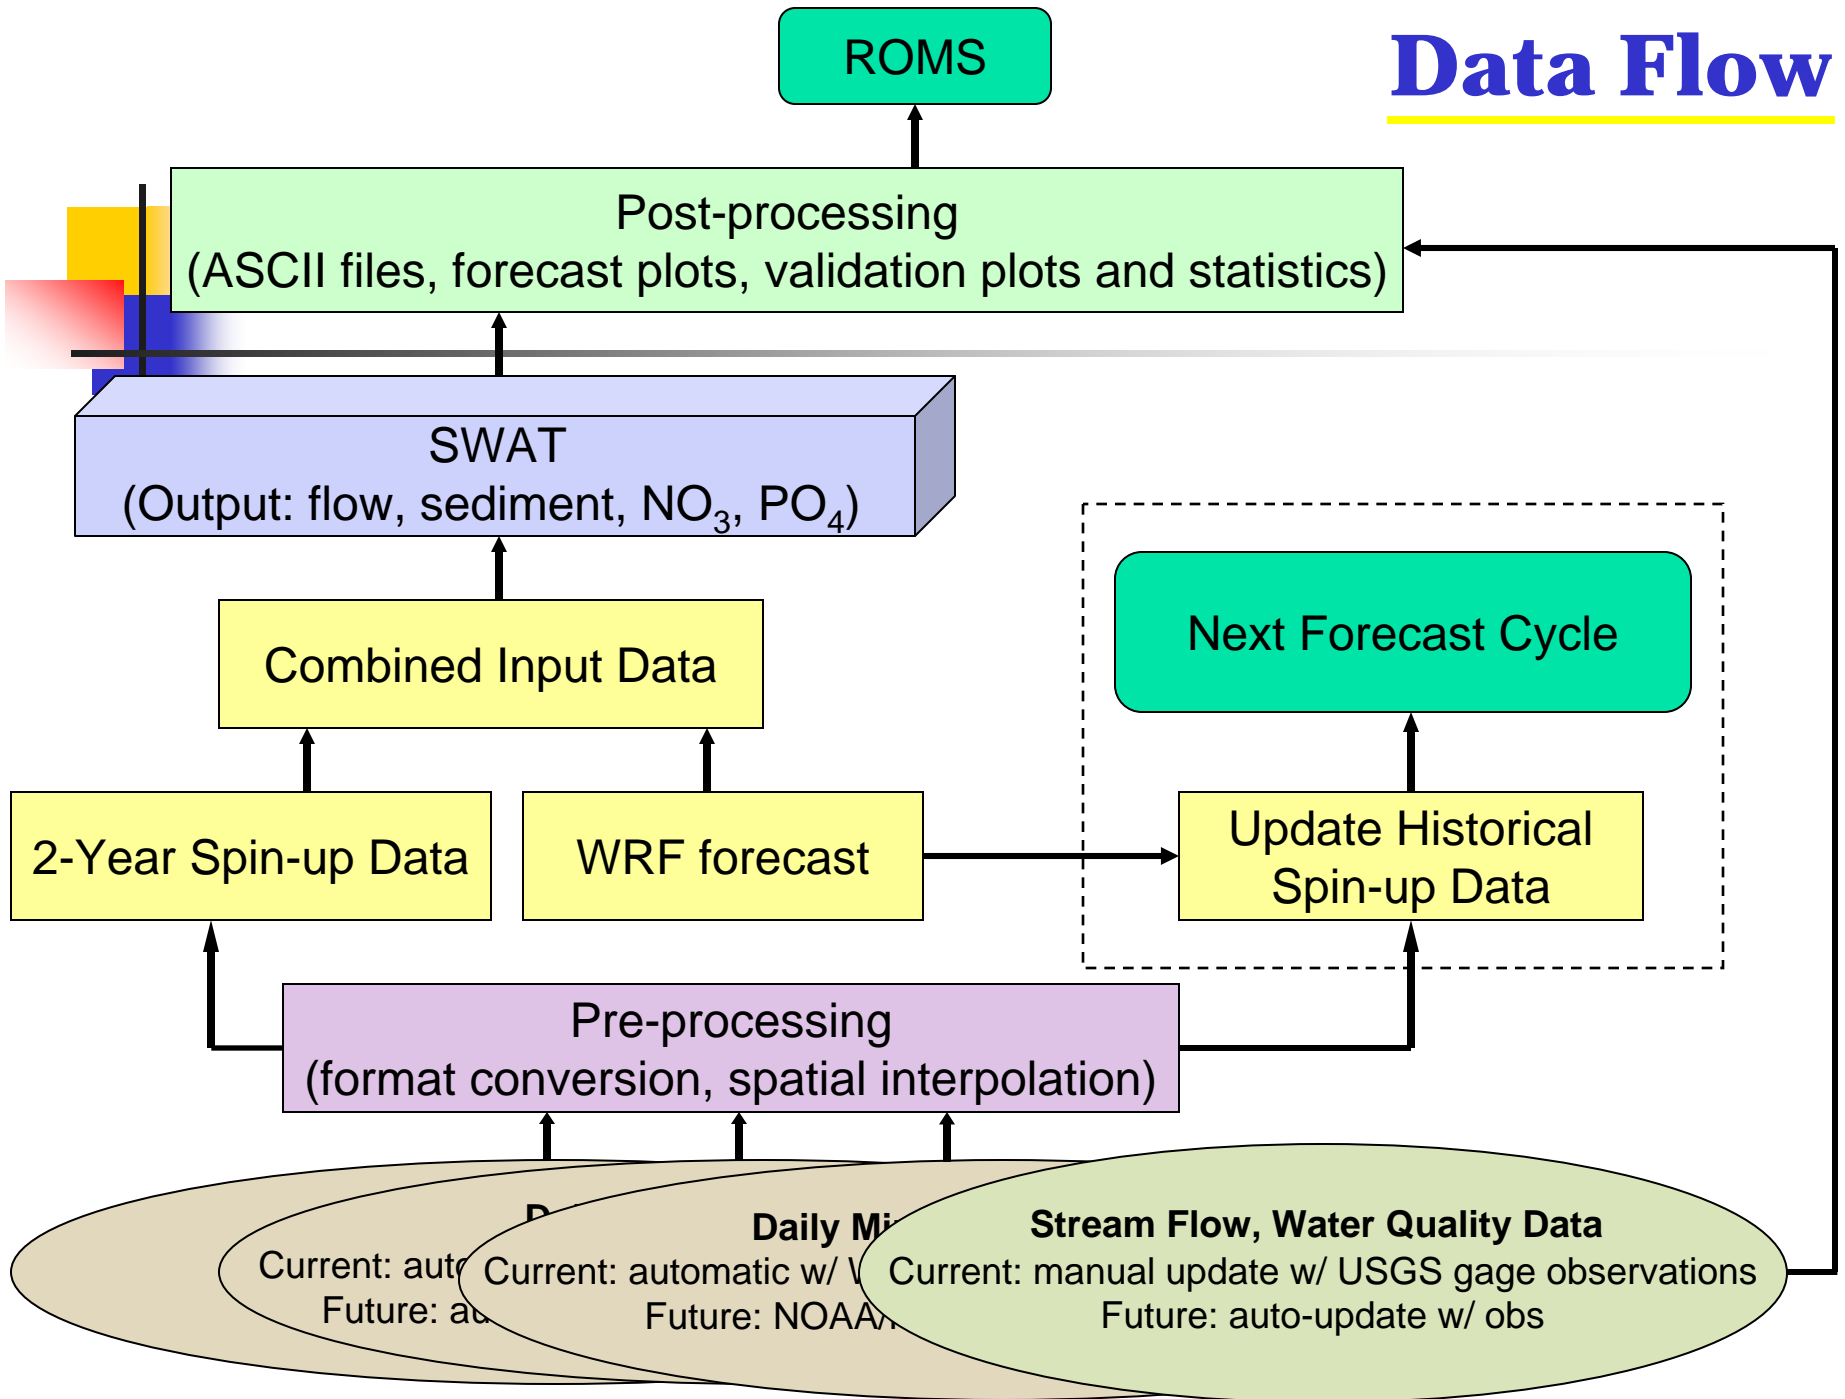 ROMS
Data Flow
Post-processing
(ASCII files, forecast plots, validation plots and statistics)
SWAT
(Output: flow, sediment, NO₃, PO₄)
Next Forecast Cycle
Combined Input Data
2-Year Spin-up Data
WRF forecast
Update Historical
Spin-up Data
Pre-processing
(format conversion, spatial interpolation)
Current:
Future:
Daily
Current: automatic w/
Future:
Stream Flow, Water Quality Data
Current: manual update w/ USGS gage observations
Future: auto-update w/ obs